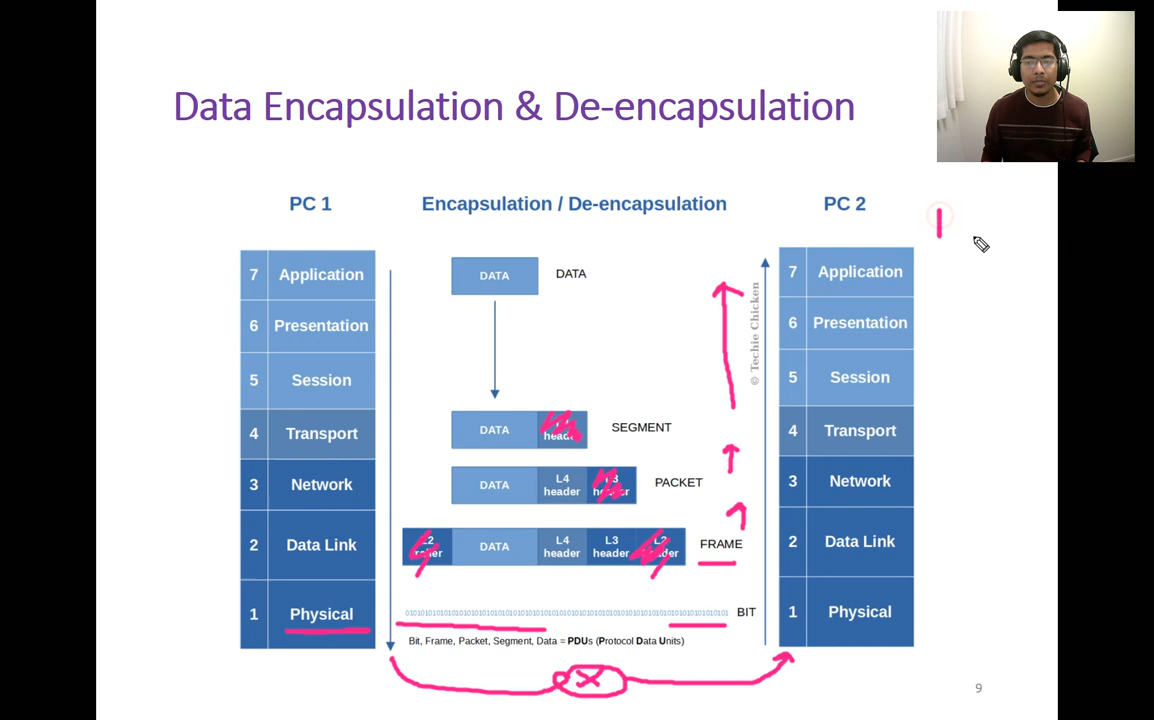 Data Encapsulation & De-encapsulation
PC 1
Encapsulation / De-encapsulation
PC 2
7 Application
6 Presentation
5 Session
4 Transport
3 Network
2 Data Link
1 Physical
DATA
DATA
DATA
SEGMENT
DATA
L4 header
PACKET
DATA
L4 header
L3 header
FRAME
BIT
Bit, Frame, Packet, Segment, Data = PDUs (Protocol Data Units)
© Techie Chicken
7 Application
6 Presentation
5 Session
4 Transport
3 Network
2 Data Link
1 Physical
9